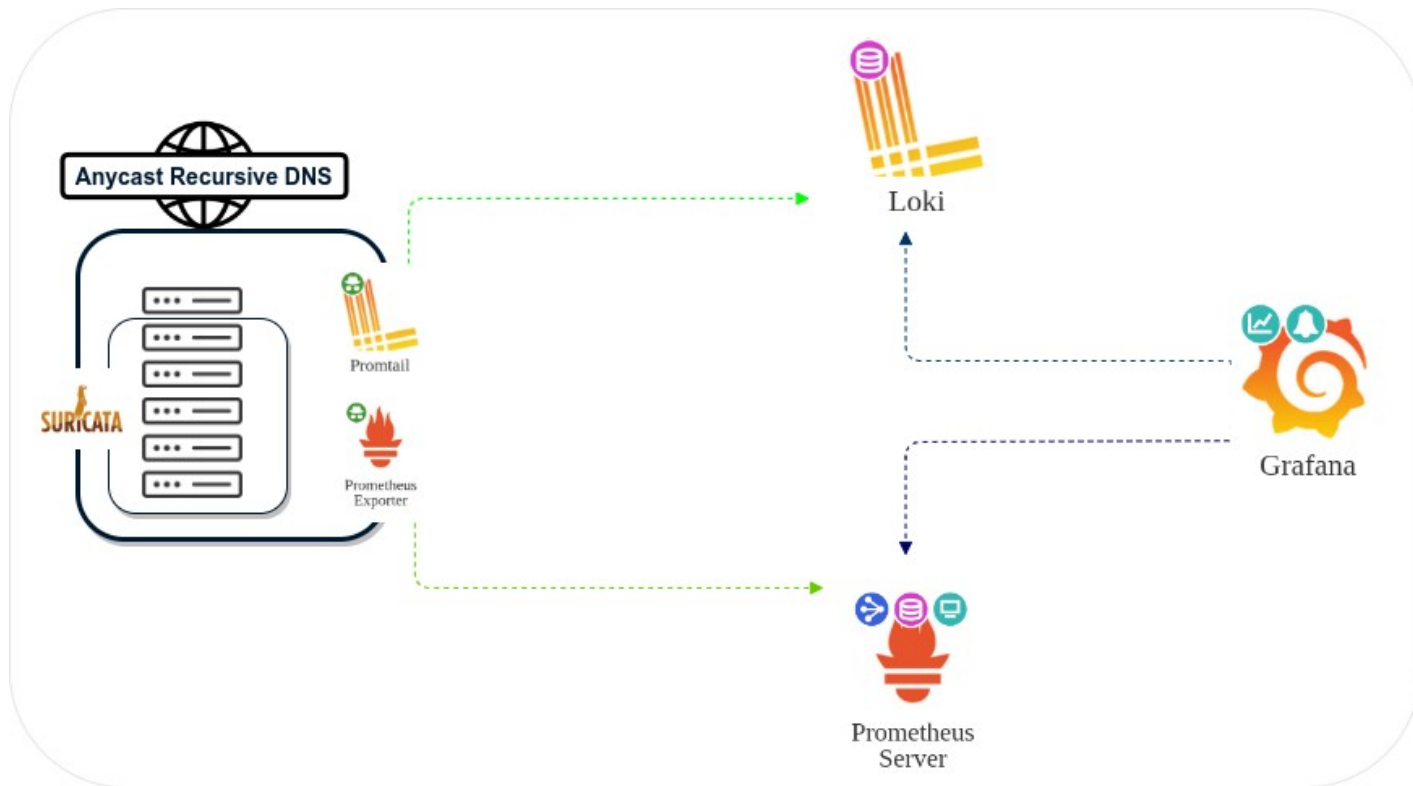 Anycast Recursive DNS
Loki
Promtail
SURICATA
Prometheus
Exporter
Grafana
Prometheus
Server